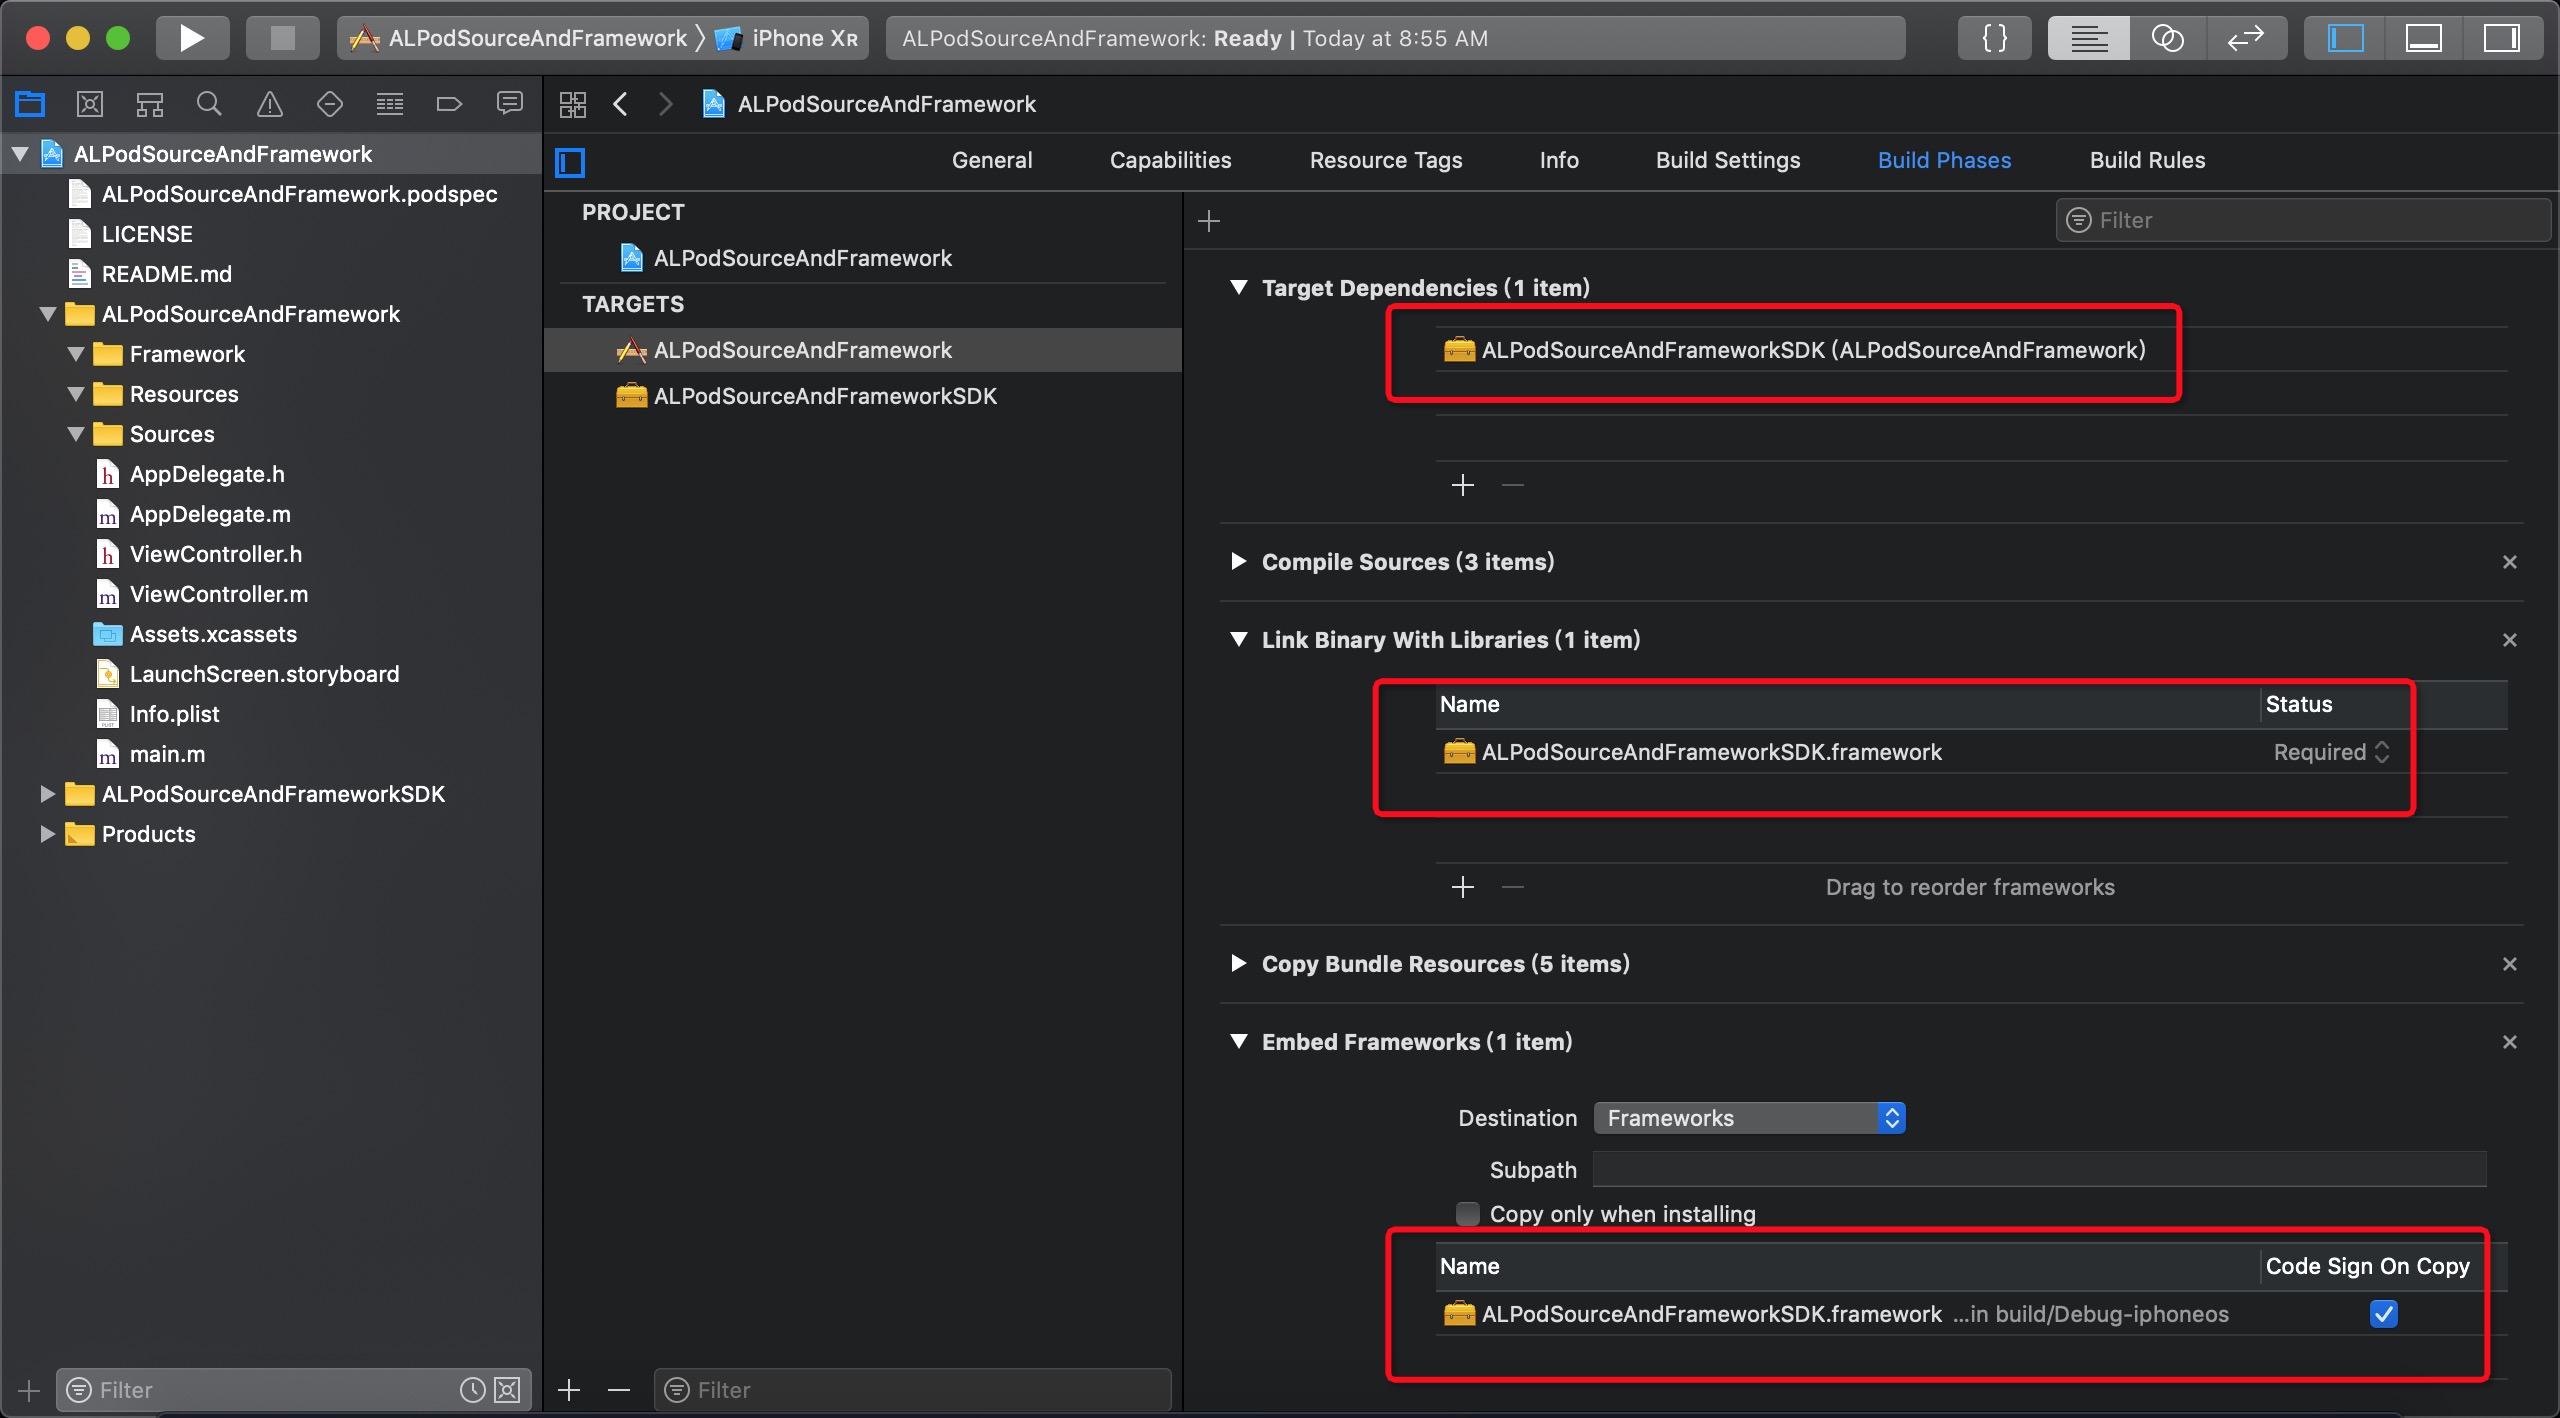 ALPodSourceAndFramework 〉 iPhone XR
ALPodSourceAndFramework: Ready | Today at 8:55 AM
{}
ALPodSourceAndFramework
ALPodSourceAndFramework.podspec
LICENSE
README.md
ALPodSourceAndFramework
Framework
Resources
Sources
h AppDelegate.h
m AppDelegate.m
h ViewController.h
m ViewController.m
Assets.xcassets
LaunchScreen.storyboard
Info.plist
m main.m
ALPodSourceAndFrameworkSDK
Products
Filter
ALPodSourceAndFramework
General Capabilities Resource Tags Info Build Settings Build Phases Build Rules
PROJECT
ALPodSourceAndFramework
TARGETS
ALPodSourceAndFramework
ALPodSourceAndFrameworkSDK
Filter
Filter
Target Dependencies (1 item)
ALPodSourceAndFrameworkSDK (ALPodSourceAndFramework)
Compile Sources (3 items)
Link Binary With Libraries (1 item)
Name Status
ALPodSourceAndFrameworkSDK.framework Required
Drag to reorder frameworks
Copy Bundle Resources (5 items)
Embed Frameworks (1 item)
Destination Frameworks
Subpath
Copy only when installing
Name Code Sign On Copy
ALPodSourceAndFrameworkSDK.framework ...in build/Debug-iphoneos